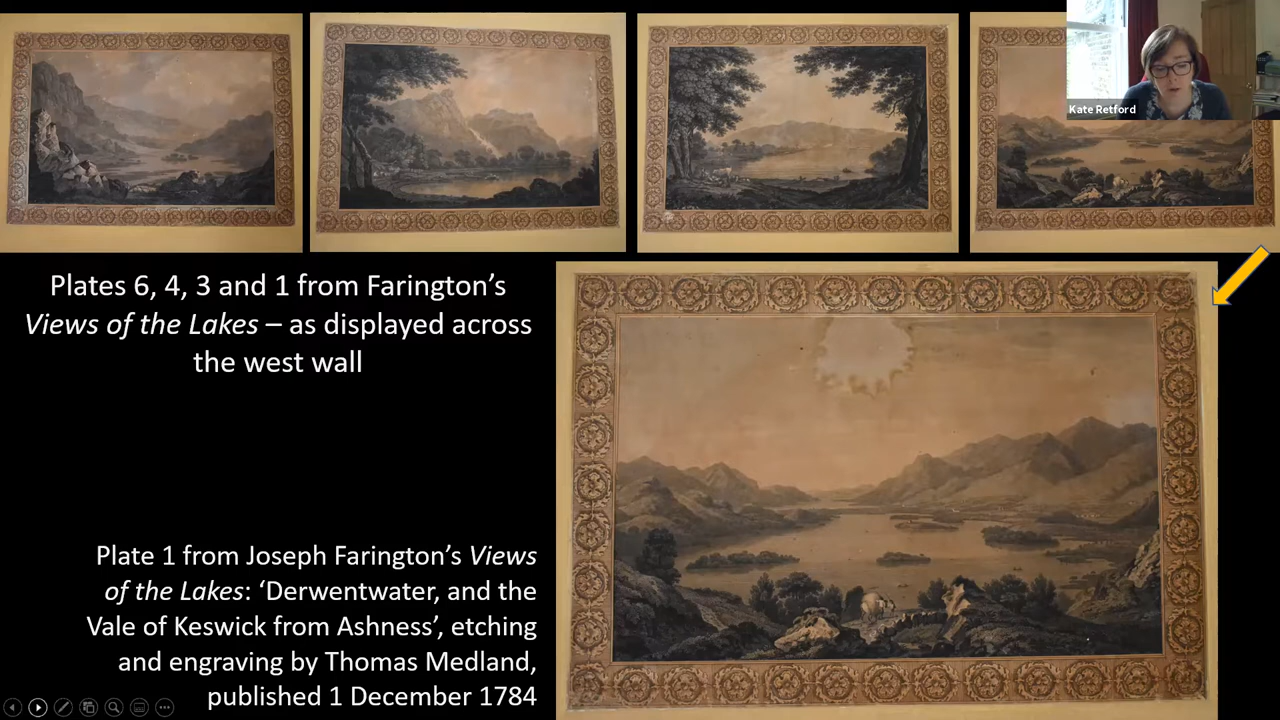 Kate Retford
Plates 6, 4, 3 and 1 from Farington’s
Views of the Lakes – as displayed across
the west wall
Plate 1 from Joseph Farington’s Views
of the Lakes: ‘Derwentwater, and the
Vale of Keswick from Ashness’, etching
and engraving by Thomas Medland,
published 1 December 1784